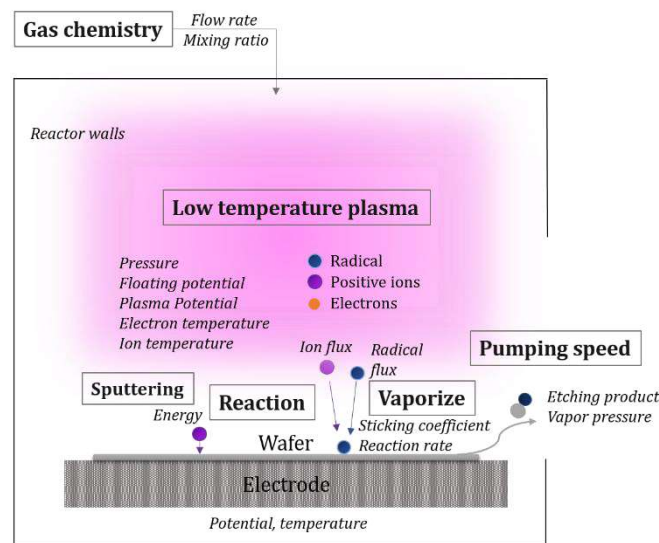 Gas chemistry
Flow rate
Mixing ratio
Reactor walls
Low temperature plasma
Pressure
Floating potential
Plasma Potential
Electron temperature
Ion temperature
Radical
Positive ions
Electrons
Ion flux
Radical
flux
Pumping speed
Sputtering
Energy
Reaction
Vaporize
Sticking coefficient
Reaction rate
Etching product
Vapor pressure
Wafer
Electrode
Potential, temperature